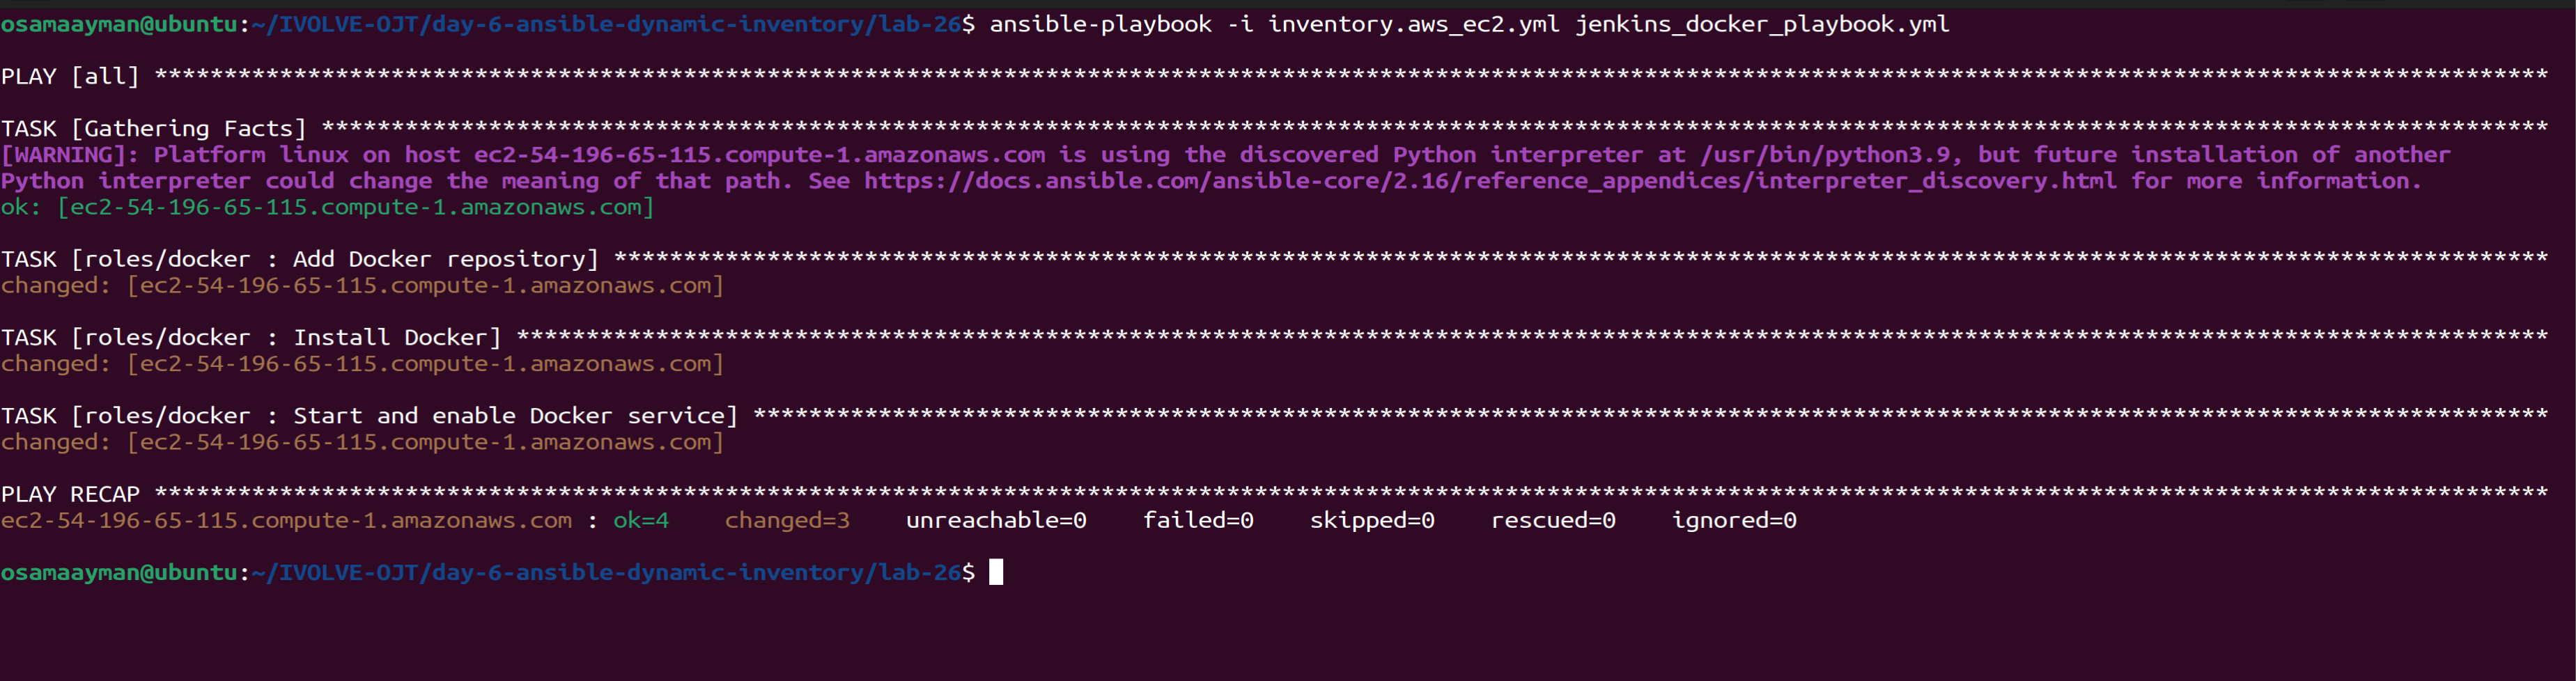 osamaayman@ubuntu:~/IVOLVE-OJT/day-6-ansible-dynamic-inventory/lab-26$ ansible-playbook -i inventory.aws_ec2.yml jenkins_docker_playbook.yml
PLAY [all] ****************************************************************************************************************************************************************************
TASK [Gathering Facts] ****************************************************************************************************************************************************************
[WARNING]: Platform linux on host ec2-54-196-65-115.compute-1.amazonaws.com is using the discovered Python interpreter at /usr/bin/python3.9, but future installation of another
Python interpreter could change the meaning of that path. See https://docs.ansible.com/ansible-core/2.16/reference_appendices/interpreter_discovery.html for more information.
ok: [ec2-54-196-65-115.compute-1.amazonaws.com]
TASK [roles/docker : Add Docker repository] *******************************************************************************************************************************************
changed: [ec2-54-196-65-115.compute-1.amazonaws.com]
TASK [roles/docker : Install Docker] **************************************************************************************************************************************************
changed: [ec2-54-196-65-115.compute-1.amazonaws.com]
TASK [roles/docker : Start and enable Docker service] *********************************************************************************************************************************
changed: [ec2-54-196-65-115.compute-1.amazonaws.com]
PLAY RECAP ****************************************************************************************************************************************************************************
ec2-54-196-65-115.compute-1.amazonaws.com : ok=4    changed=3    unreachable=0    failed=0    skipped=0    rescued=0    ignored=0
osamaayman@ubuntu:~/IVOLVE-OJT/day-6-ansible-dynamic-inventory/lab-26$